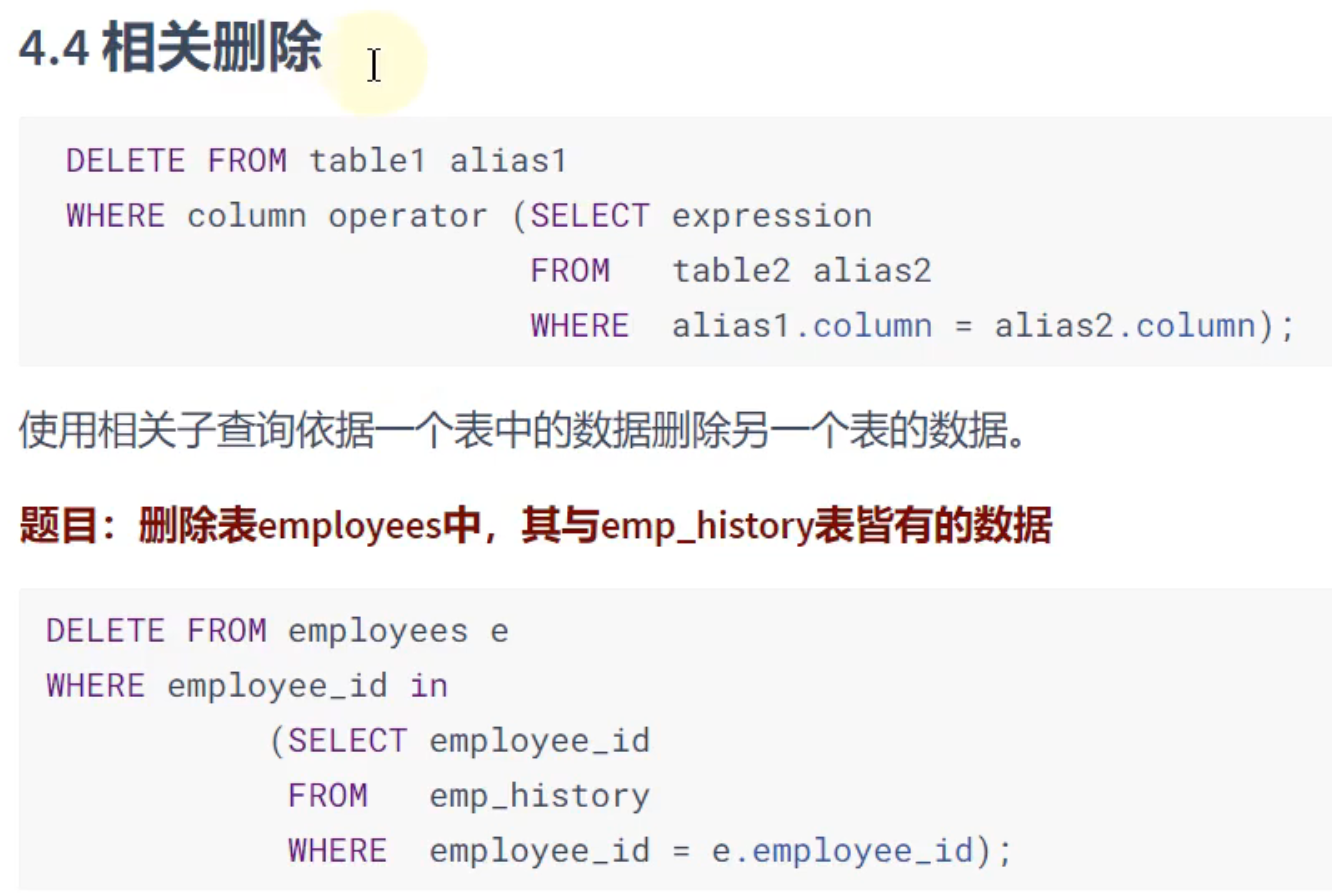 4.4 相关删除
DELETE FROM table1 alias1
WHERE column operator (SELECT expression
FROM table2 alias2
WHERE alias1.column = alias2.column);
使用相关子查询依据一个表中的数据删除另一个表的数据。
题目：删除表employees中，其与emp_history表皆有的数据
DELETE FROM employees e
WHERE employee_id in
(SELECT employee_id
FROM emp_history
WHERE employee_id = e.employee_id);